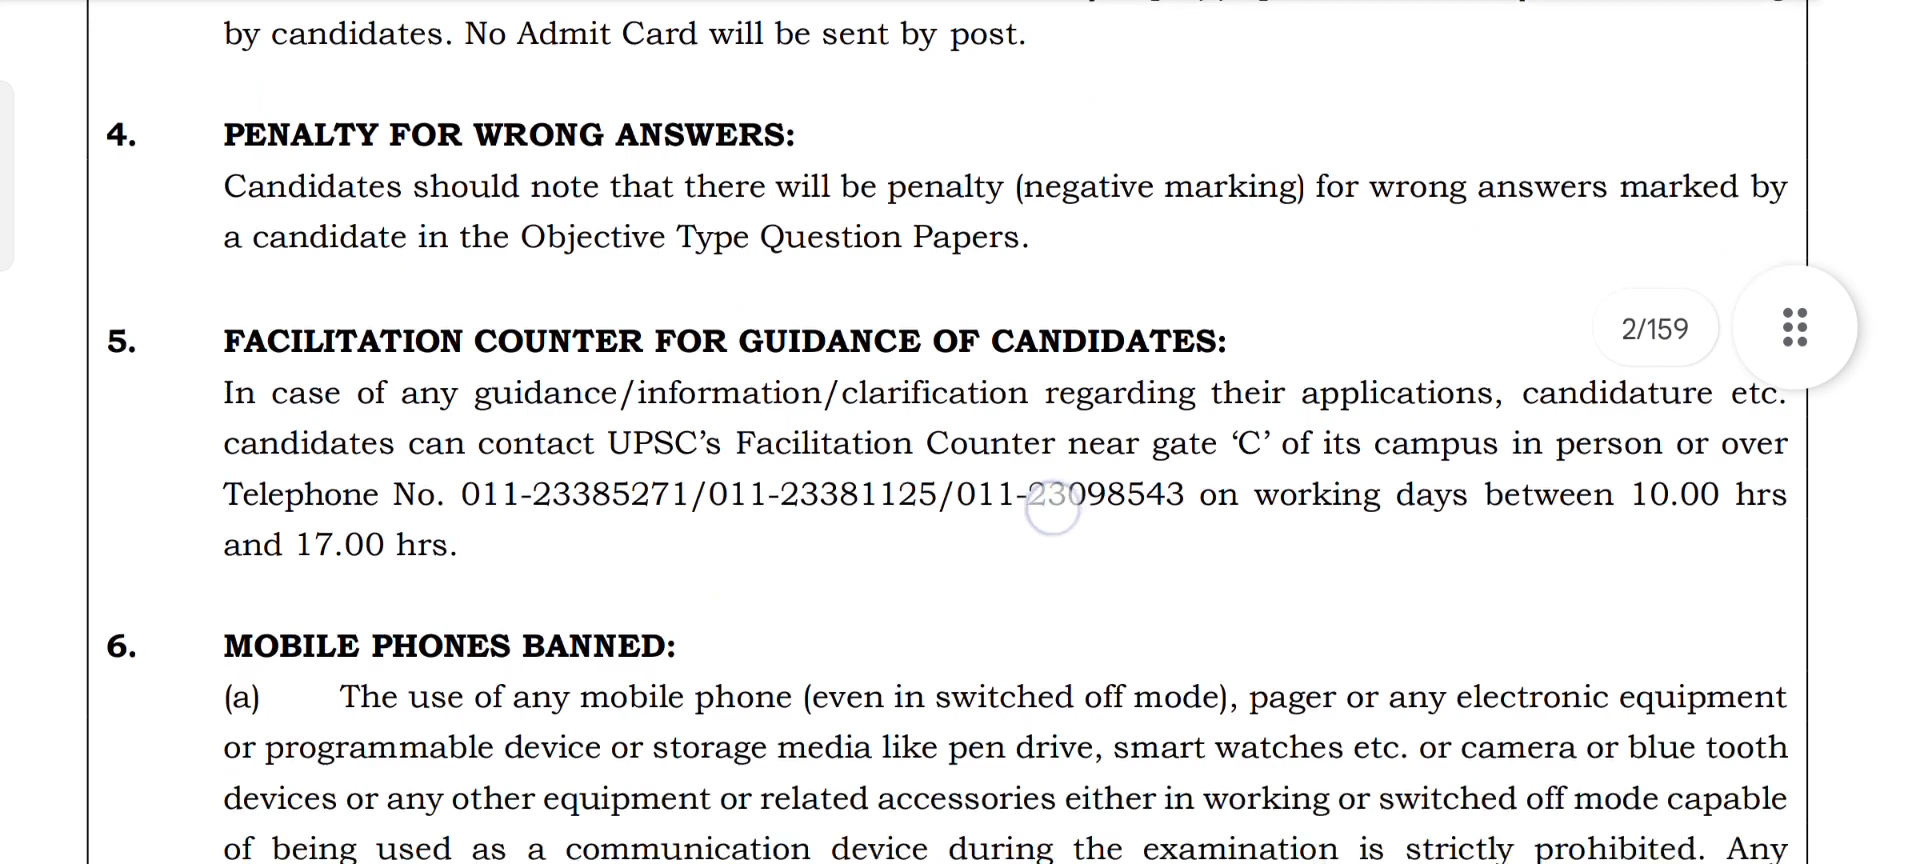 by candidates. No Admit Card will be sent by post.
4. PENALTY FOR WRONG ANSWERS:
Candidates should note that there will be penalty (negative marking) for wrong answers marked by
a candidate in the Objective Type Question Papers.
2/159
5. FACILITATION COUNTER FOR GUIDANCE OF CANDIDATES:
In case of any guidance/information/clarification regarding their applications, candidature etc.
candidates can contact UPSC’s Facilitation Counter near gate ‘C’ of its campus in person or over
Telephone No. 011-23385271/011-23381125/011-23098543 on working days between 10.00 hrs
and 17.00 hrs.
6. MOBILE PHONES BANNED:
(a) The use of any mobile phone (even in switched off mode), pager or any electronic equipment
or programmable device or storage media like pen drive, smart watches etc. or camera or blue tooth
devices or any other equipment or related accessories either in working or switched off mode capable
of being used as a communication device during the examination is strictly prohibited. Any